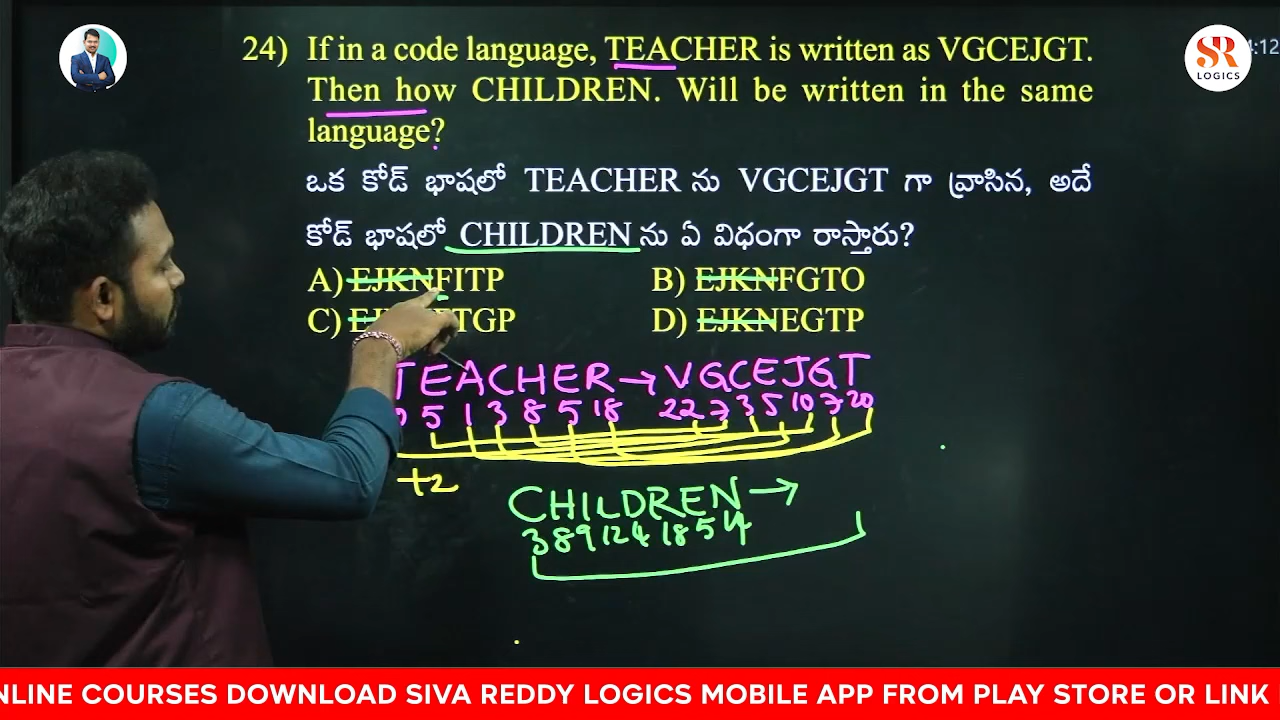 SR
LOGICS
4:12
24) If in a code language, TEACHER is written as VGCEJGT.
Then how CHILDREN. Will be written in the same
language?
ఒక కోడ్ భాషలో TEACHER ను VGCEJGT గా వ్రాసిన, అదే
కోడ్ భాషలో CHILDREN ను ఏ విధంగా రాస్తారు?
A) EJKNFITP B) EJKNFGTO
C) TGP D) EJKNEGTP
TEACHER → VGCEJGT
5 1 3 8 5 18 22 7 3 5 10 7 20
+2
CHILDREN →
3 8 9 12 4 18 5 14
NLINE COURSES DOWNLOAD SIVA REDDY LOGICS MOBILE APP FROM PLAY STORE OR LINK